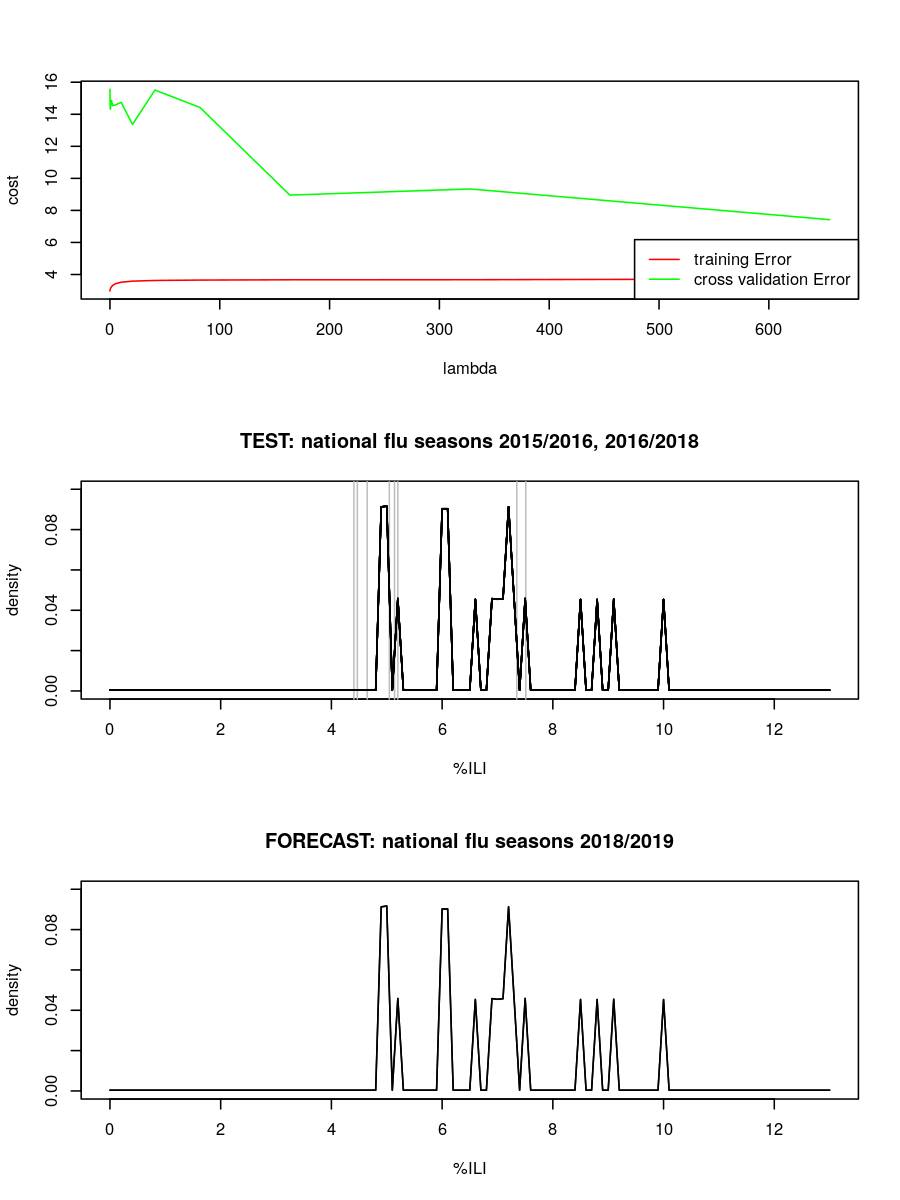 16
14
12
10
8
6
4
cost
training Error
cross validation Error
0 100 200 300 400 500 600
lambda
TEST: national flu seasons 2015/2016, 2016/2018
0.08
0.04
0.00
density
0 2 4 6 8 10 12
%ILI
FORECAST: national flu seasons 2018/2019
0.08
0.04
0.00
density
0 2 4 6 8 10 12
%ILI